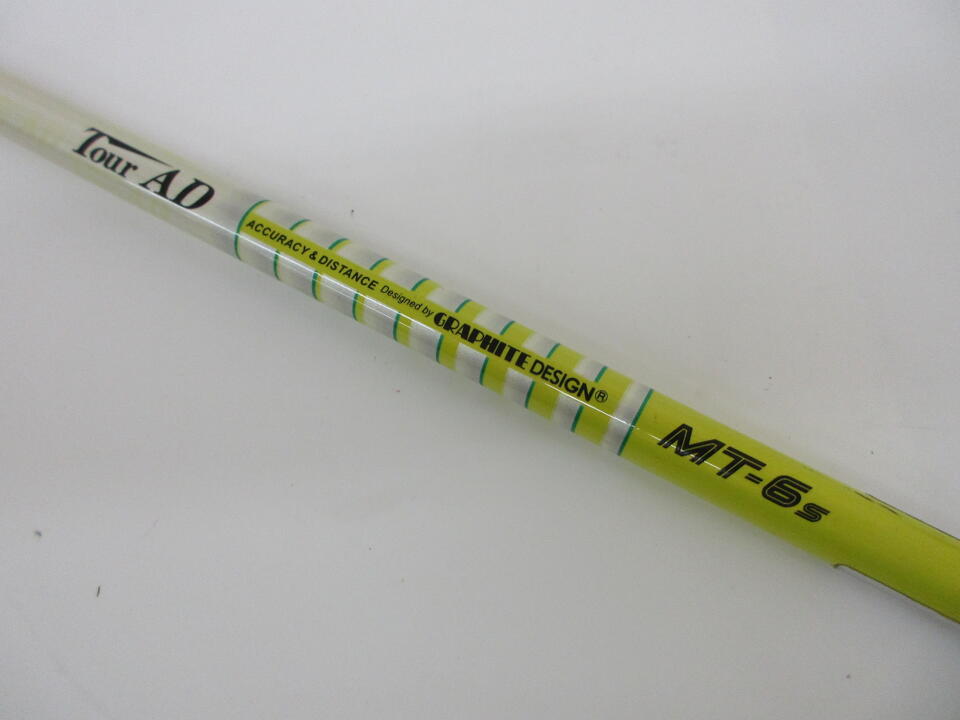 Tour AD
ACCURACY & DISTANCE Designed by GRAPHITE DESIGN®
MT-6s